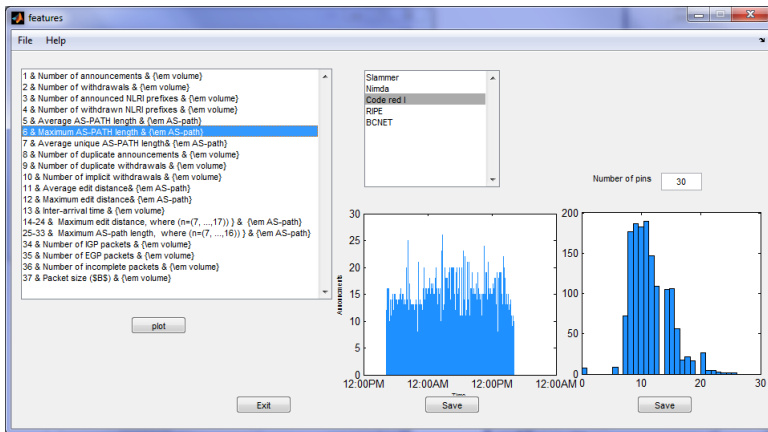 features
File Help
1 & Number of announcements & {\em volume}
2 & Number of withdrawals & {\em volume}
3 & Number of announced NLRI prefixes & {\em volume}
4 & Number of withdrawn NLRI prefixes & {\em volume}
5 & Average AS-PATH length & {\em AS-path}
6 & Maximum AS-PATH length & {\em AS-path}
7 & Average unique AS-PATH length& {\em AS-path}
8 & Number of duplicate announcements & {\em volume}
9 & Number of duplicate withdrawals & {\em volume}
10 & Number of implicit withdrawals & {\em volume}
11 & Average edit distance& {\em AS-path}
12 & Maximum edit distance& {\em AS-path}
13 & Inter-arrival time & {\em volume}
14-24 & Maximum edit distance, where (n=(7, ...,17)) } & {\em AS-path}
25-33 & Maximum AS-path length, where (n=(7, ...,16)) } & {\em AS-path}
34 & Number of IGP packets & {\em volume}
35 & Number of EGP packets & {\em volume}
36 & Number of incomplete packets & {\em volume}
37 & Packet size ($B$) & {\em volume}
plot
Exit
Slammer
Nimda
Code red I
RIPE
BCNET
Number of pins 30
Announcements
30
25
20
15
10
5
0
12:00PM 12:00AM 12:00PM 12:00AM
Time
Save
200
150
100
50
0
0 10 20 30
Save